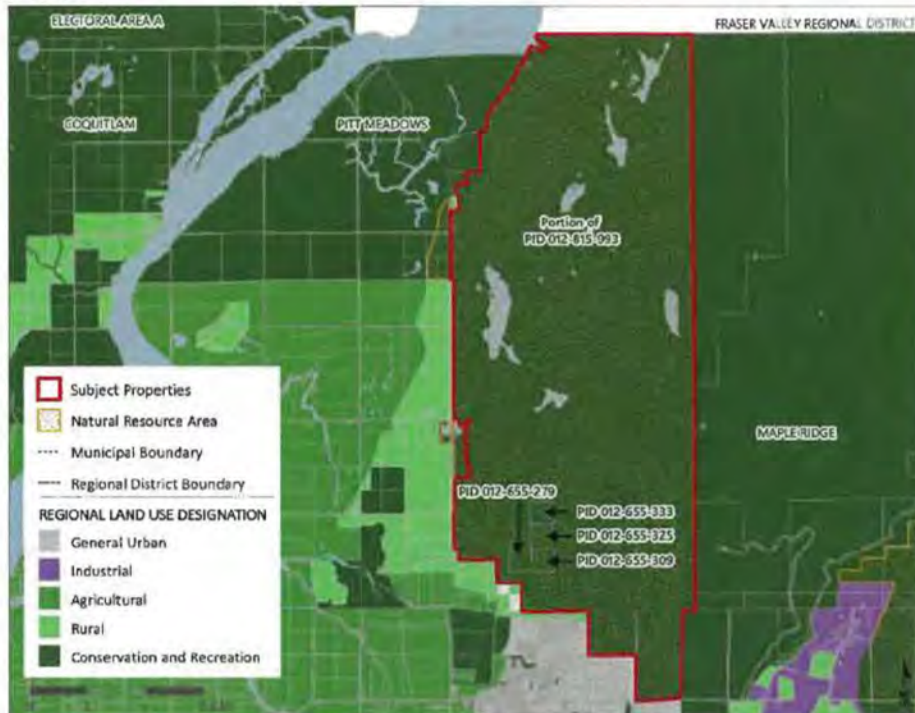 ELECTORAL AREA A
FRASER VALLEY REGIONAL DISTRICT
COQUITLAM
PITT MEADOWS
Portion of
PID 012-815-993
MAPLE RIDGE
PID 012-655-279
PID 012-655-333
PID 012-655-325
PID 012-655-309
Subject Properties
Natural Resource Area
Municipal Boundary
Regional District Boundary
REGIONAL LAND USE DESIGNATION
General Urban
Industrial
Agricultural
Rural
Conservation and Recreation